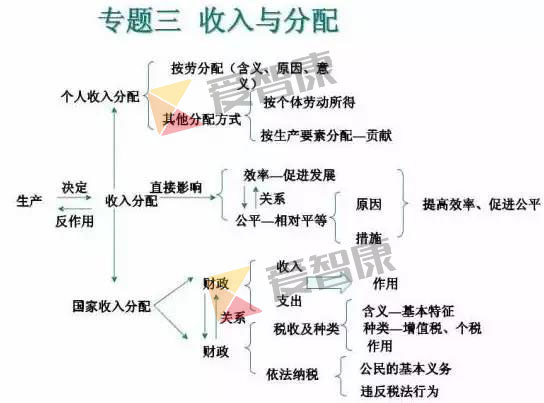 专题三 收入与分配
按劳分配（含义、原因、意
义）
个人收入分配
其他分配方式
按个体劳动所得
按生产要素分配—贡献
生产
决定
反作用
收入分配
直接影响
效率—促进发展
关系
公平—相对平等
原因
措施
提高效率、促进公平
国家收入分配
财政
收入
支出
作用
关系
财政
税收及种类
含义—基本特征
种类—增值税、个税
作用
依法纳税
公民的基本义务
违反税法行为
爱智康
爱智康